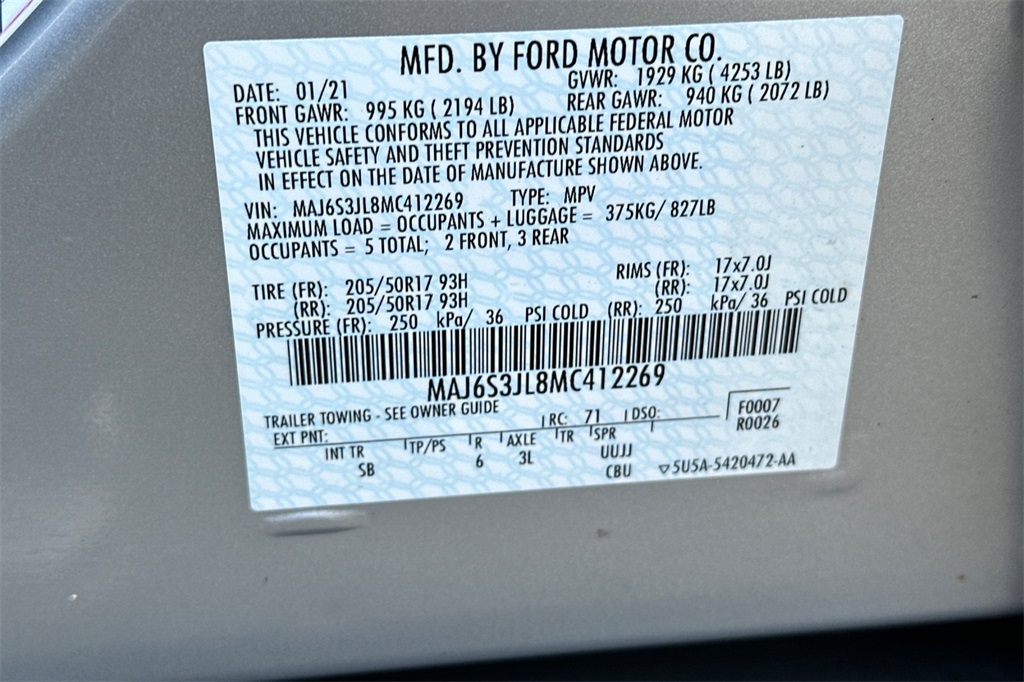 MFD. BY FORD MOTOR CO.
DATE: 01/21 GVWR: 1929 KG ( 4253 LB)
FRONT GAWR: 995 KG ( 2194 LB) REAR GAWR: 940 KG ( 2072 LB)
THIS VEHICLE CONFORMS TO ALL APPLICABLE FEDERAL MOTOR
VEHICLE SAFETY AND THEFT PREVENTION STANDARDS
IN EFFECT ON THE DATE OF MANUFACTURE SHOWN ABOVE.
VIN: MAJ6S3JL8MC412269 TYPE: MPV
MAXIMUM LOAD = OCCUPANTS + LUGGAGE = 375KG/ 827LB
OCCUPANTS = 5 TOTAL; 2 FRONT, 3 REAR
TIRE (FR): 205/50R17 93H RIMS (FR): 17x7.0J
(RR): 205/50R17 93H (RR): 17x7.0J
PRESSURE (FR): 250 kPa/ 36 PSI COLD (RR): 250 kPa/ 36 PSI COLD
MAJ6S3JL8MC412269
TRAILER TOWING - SEE OWNER GUIDE
EXT PNT: RC: 71 DSO: F0007
R0026
INT TR TP/PS R AXLE TR SPR
SB 6 3L UUJJ
CBU ▽5U5A-5420472-AA